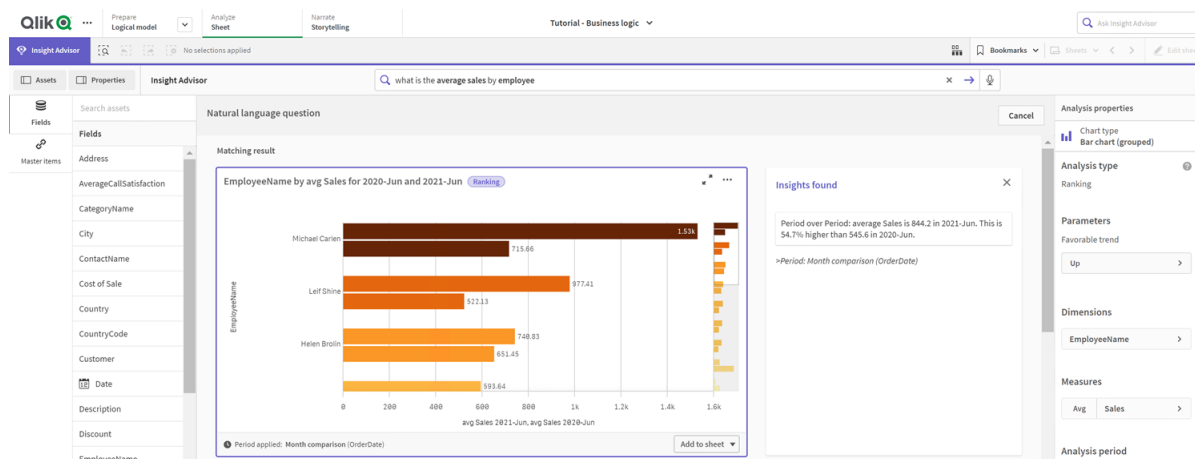 Qlik
Prepare
Logical model
Analyze
Sheet
Narrate
Storytelling
Tutorial - Business logic
Ask Insight Advisor
Insight Advisor
No selections applied
Bookmarks
Sheets
Edit she
Assets
Properties
Insight Advisor
what is the average sales by employee
Fields
Master items
Search assets
Fields
Address
AverageCallSatisfaction
CategoryName
City
ContactName
Cost of Sale
Country
CountryCode
Customer
Date
Description
Discount
EmployeeName
Natural language question
Cancel
Matching result
EmployeeName by avg Sales for 2020-Jun and 2021-Jun
Ranking
EmployeeName
Michael Carlen
1.53k
715.66
Leif Shine
977.41
522.13
Helen Brolin
740.83
651.45
593.64
0 200 400 600 800 1k 1.2k 1.4k 1.6k
avg Sales 2021-Jun, avg Sales 2020-Jun
Period applied: Month comparison (OrderDate)
Add to sheet
Insights found
Period over Period: average Sales is 844.2 in 2021-Jun. This is
54.7% higher than 545.6 in 2020-Jun.
>Period: Month comparison (OrderDate)
Analysis properties
Chart type
Bar chart (grouped)
Analysis type
Ranking
Parameters
Favorable trend
Up
Dimensions
EmployeeName
Measures
Avg Sales
Analysis period